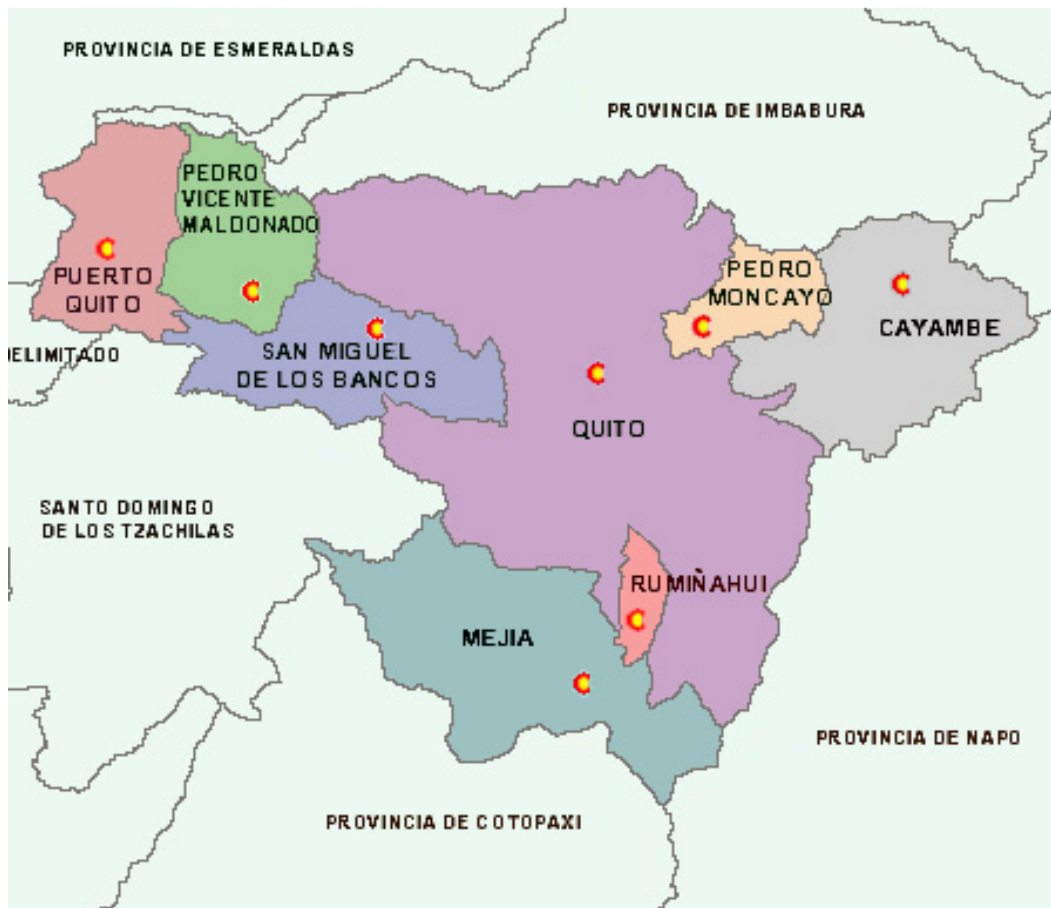 PROVINCIA DE ESMERALDAS
PROVINCIA DE IMBABURA
PEDRO
VICENTE
MALDONADO
PUERTO
QUITO
PEDRO
MONCAYO
CAYAMBE
DELIMITADO
SAN MIGUEL
DE LOS BANCOS
QUITO
SANTO DOMINGO
DE LOS TZACHILAS
RUMIÑAHUI
MEJIA
PROVINCIA DE NAPO
PROVINCIA DE COTOPAXI